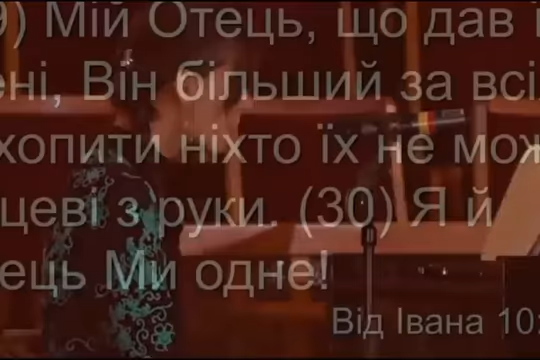 9) Мій Отець, що дав ї
ені, Він більший за всі
хопити ніхто їх не мож
цеві з руки. (30) Я й
ець Ми одне!
Від Івана 10: